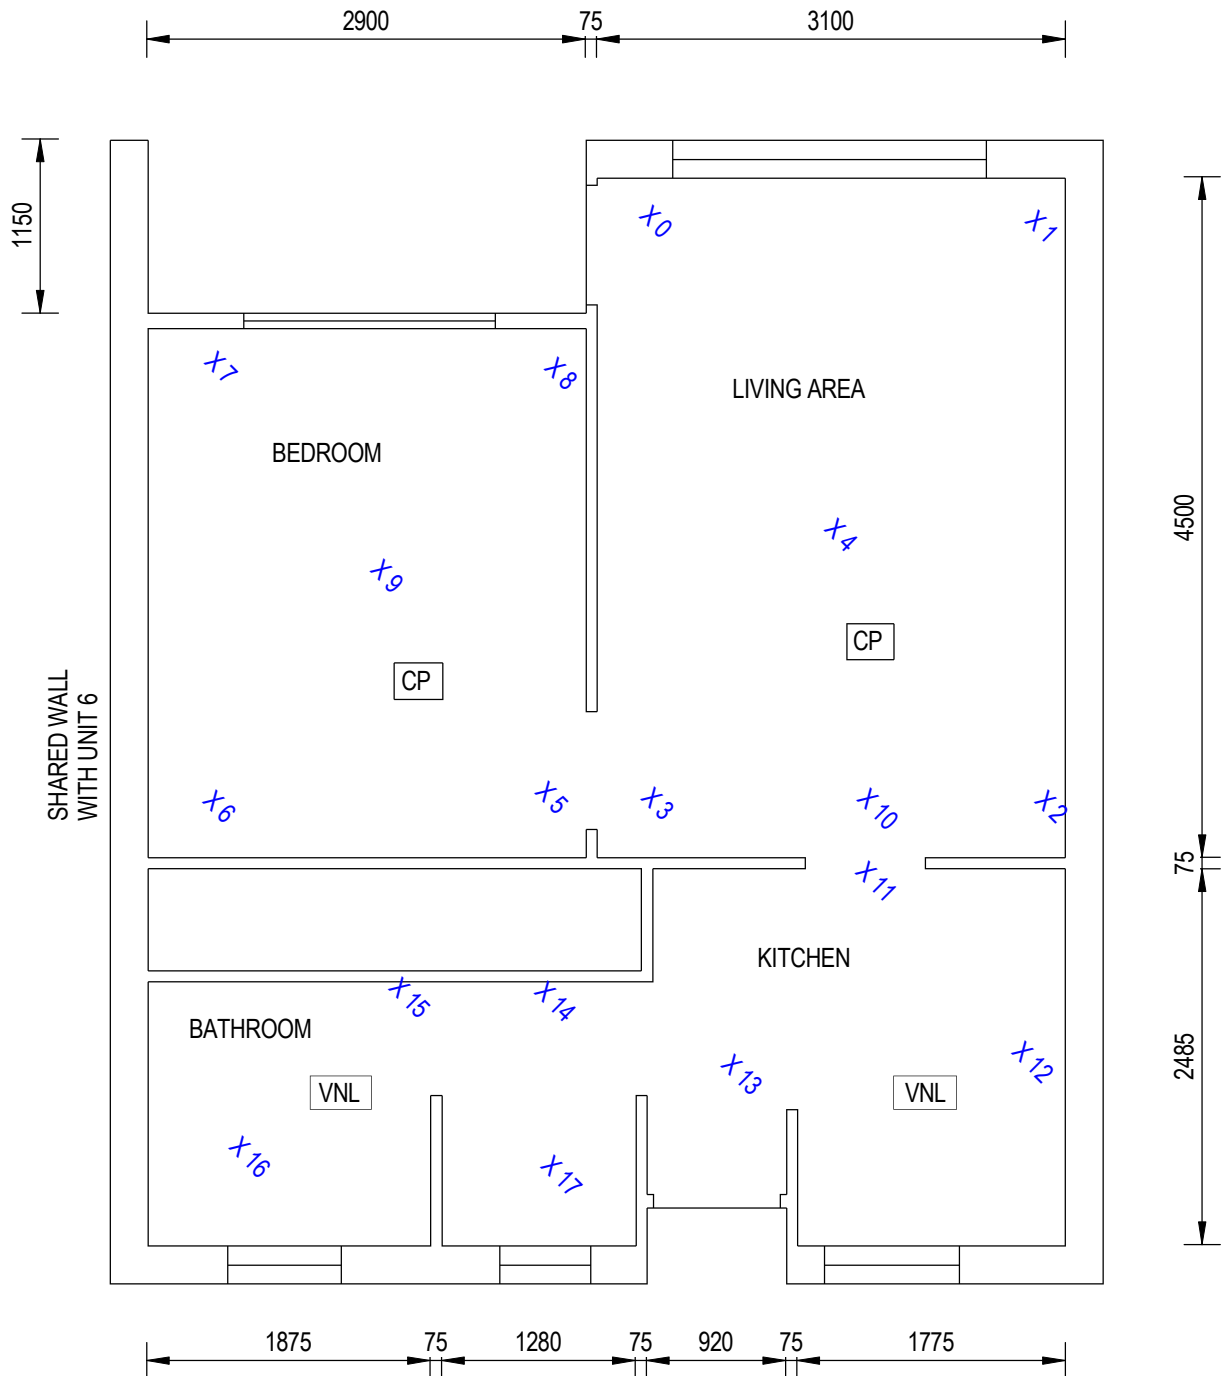 2900
75
3100
1150
X0
X1
X7
X8
LIVING AREA
BEDROOM
4500
X4
X9
CP
CP
SHARED WALL
WITH UNIT 6
X6
X5
X3
X10
X2
75
X11
KITCHEN
X15
X14
BATHROOM
2485
X13
X12
VNL
VNL
X16
X17
1875
75
1280
75
920
75
1775